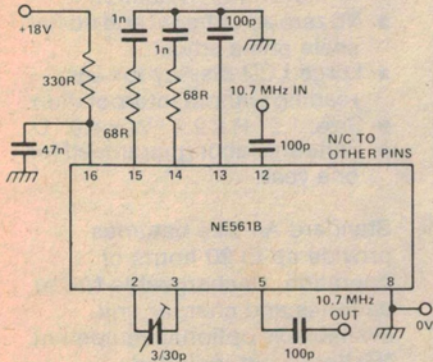 +18V
1n
1n
100p
330R
68R
68R
10.7 MHz IN
47n
100p
N/C TO
OTHER PINS
16
15
14
13
12
NE561B
2
3
5
8
10.7 MHz
OUT
0V
3/30p
100p